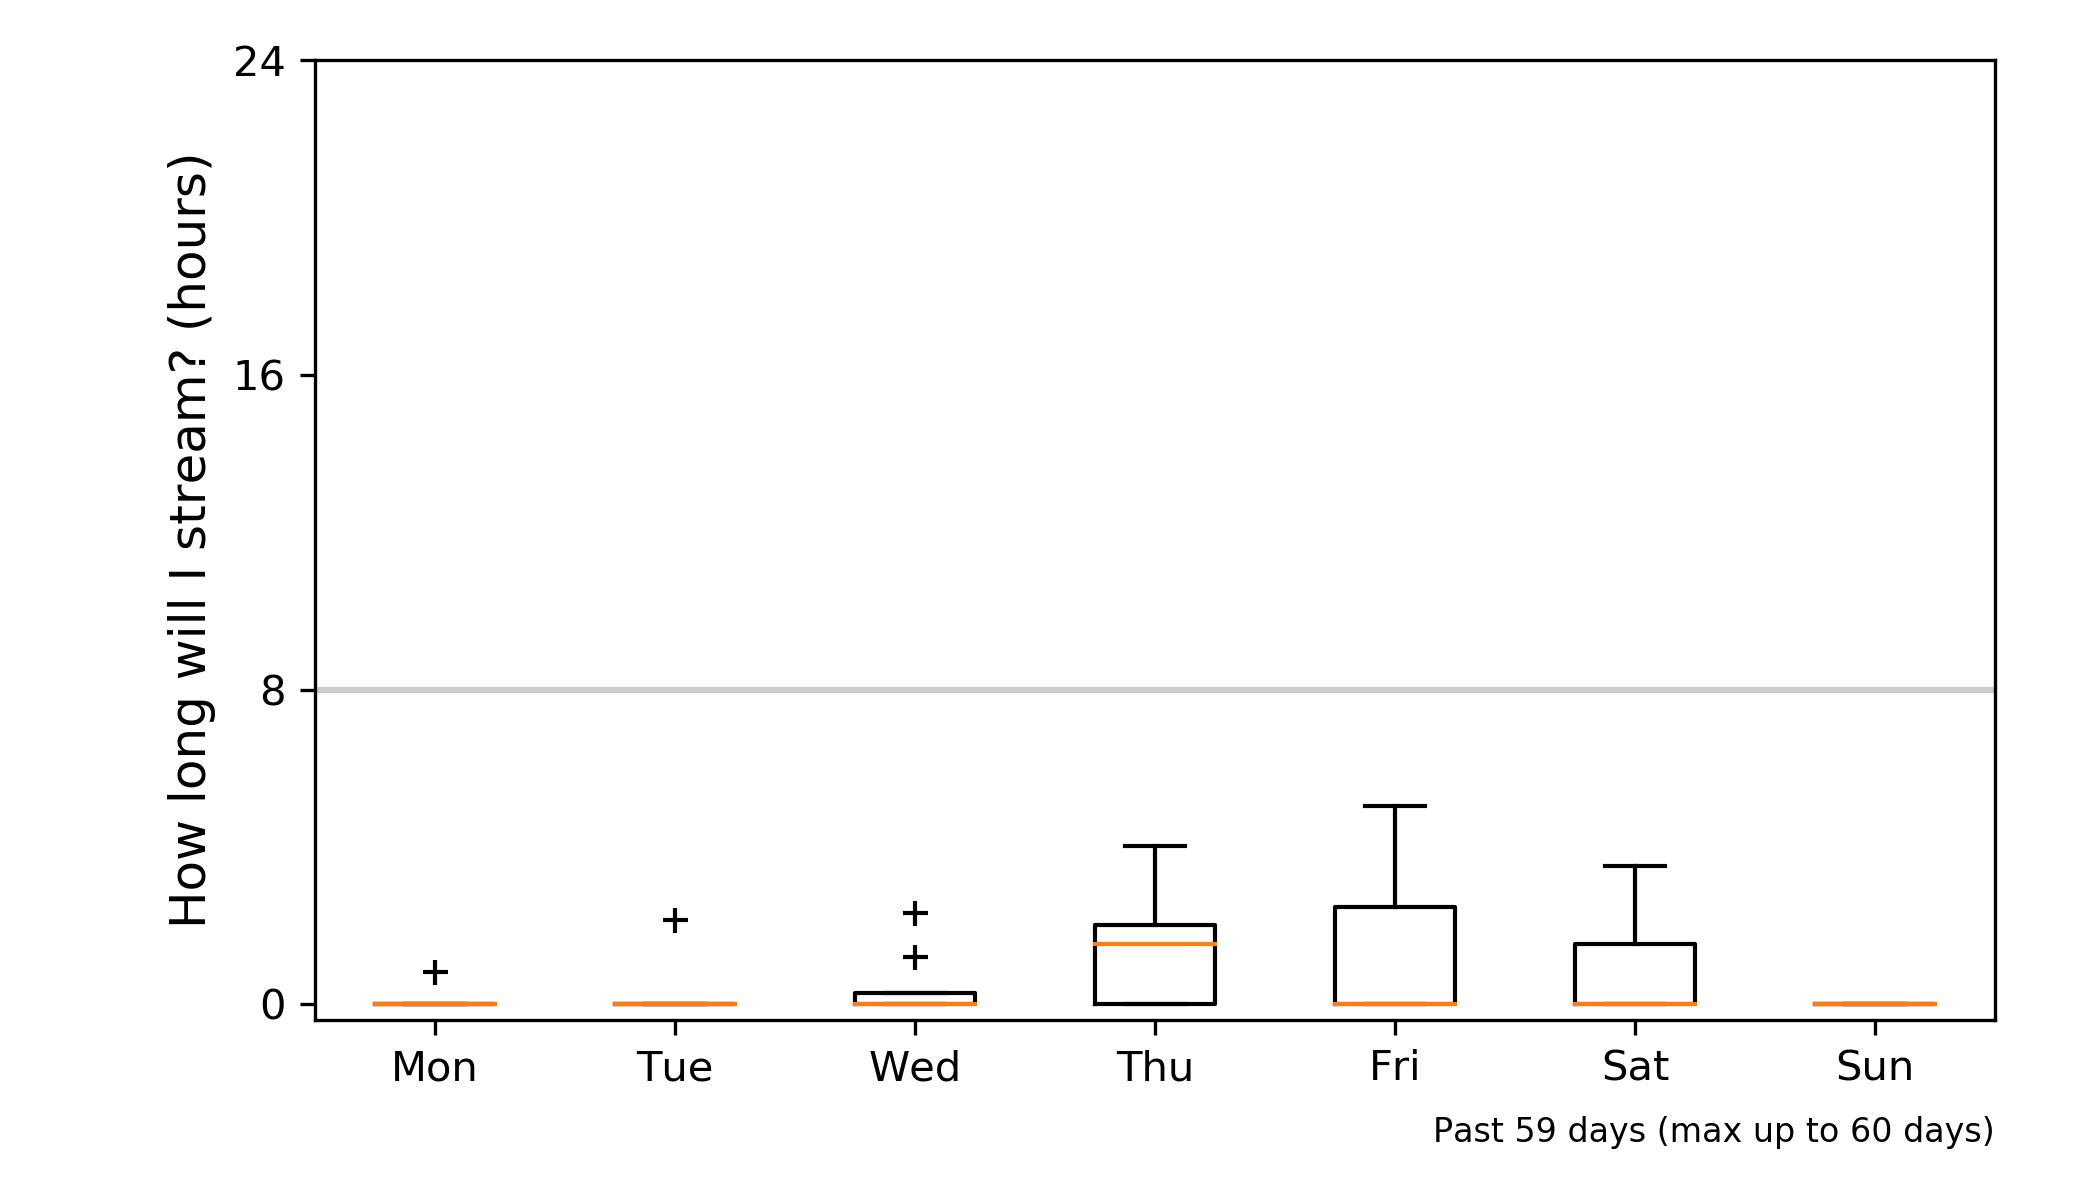 How long will I stream? (hours)
24
16
8
0
Mon Tue Wed Thu Fri Sat Sun
Past 59 days (max up to 60 days)